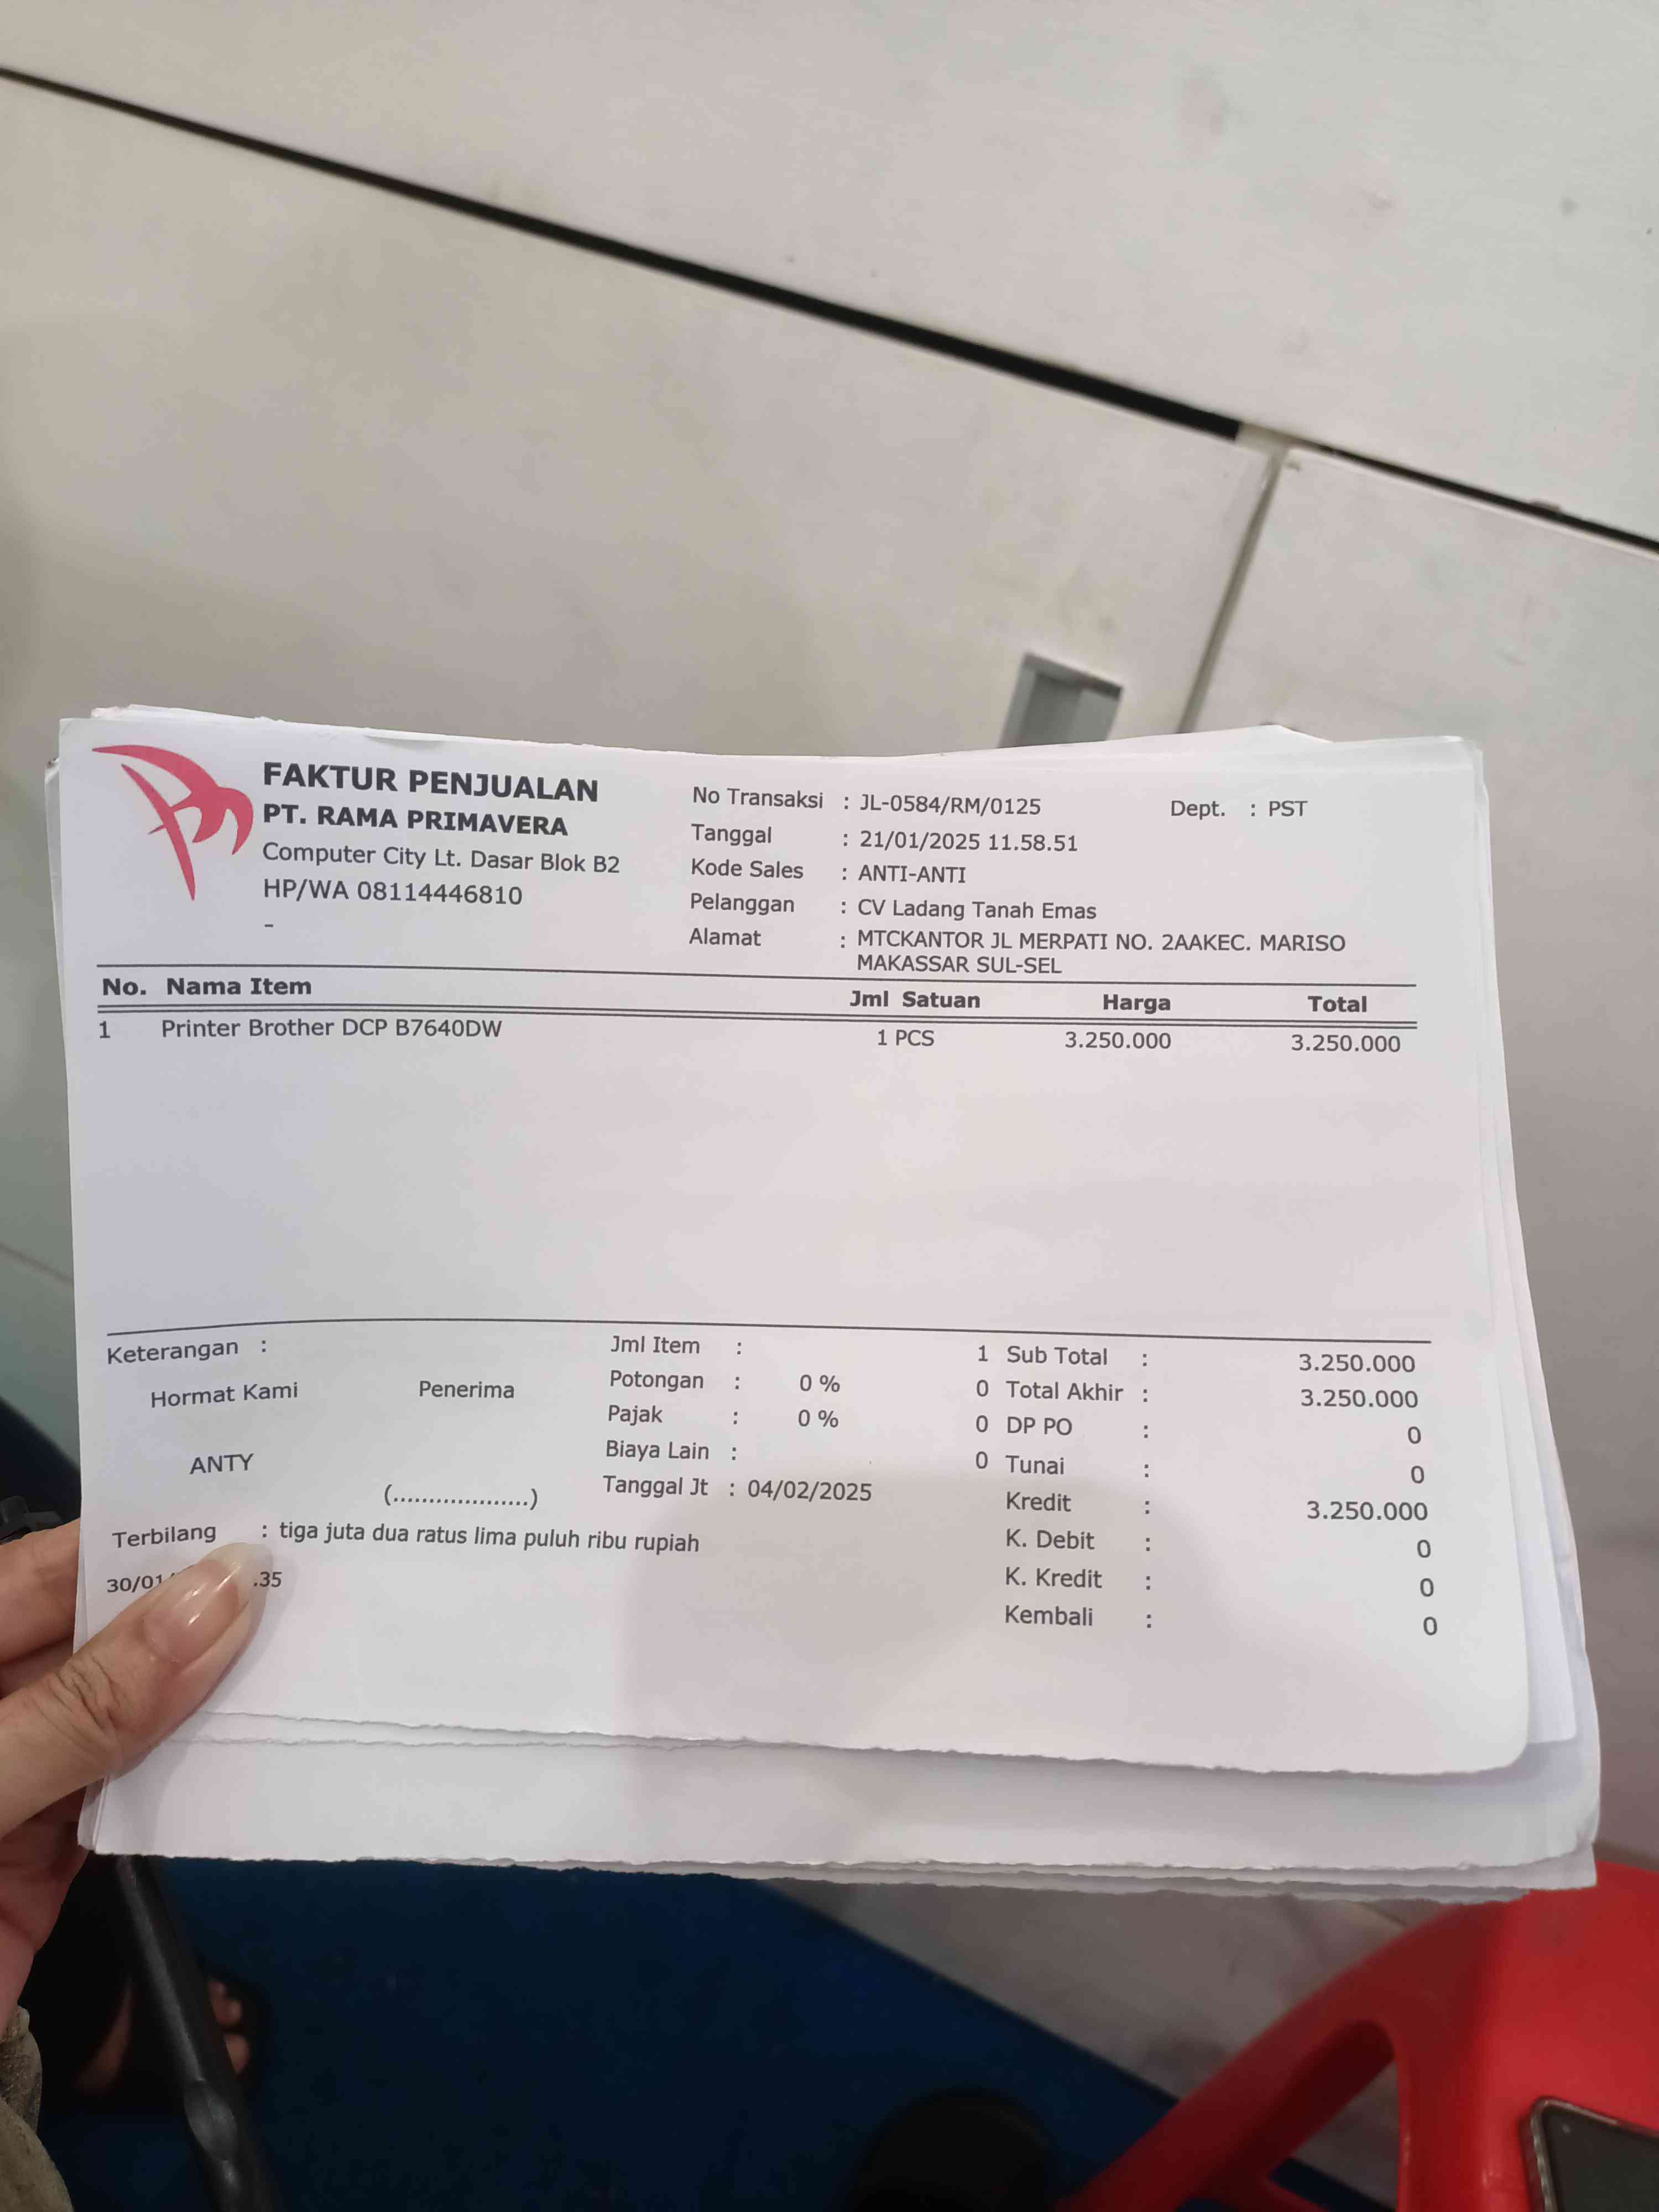 FAKTUR PENJUALAN
PT. RAMA PRIMAVERA
Computer City Lt. Dasar Blok B2
HP/WA 08114446810
-
No Transaksi : JL-0584/RM/0125 Dept. : PST
Tanggal : 21/01/2025 11.58.51
Kode Sales : ANTI-ANTI
Pelanggan : CV Ladang Tanah Emas
Alamat : MTCKANTOR JL MERPATI NO. 2AAKEC. MARISO
MAKASSAR SUL-SEL
No. Nama Item Jml Satuan Harga Total
1 Printer Brother DCP B7640DW 1 PCS 3.250.000 3.250.000
Keterangan :
Hormat Kami Penerima
ANTY
(...................)
Jml Item : 1
Potongan : 0 % 0
Pajak : 0 % 0
Biaya Lain : 0
Tanggal Jt : 04/02/2025
Sub Total : 3.250.000
Total Akhir : 3.250.000
DP PO : 0
Tunai : 0
Kredit : 3.250.000
K. Debit : 0
K. Kredit : 0
Kembali : 0
Terbilang : tiga juta dua ratus lima puluh ribu rupiah
30/01 .35